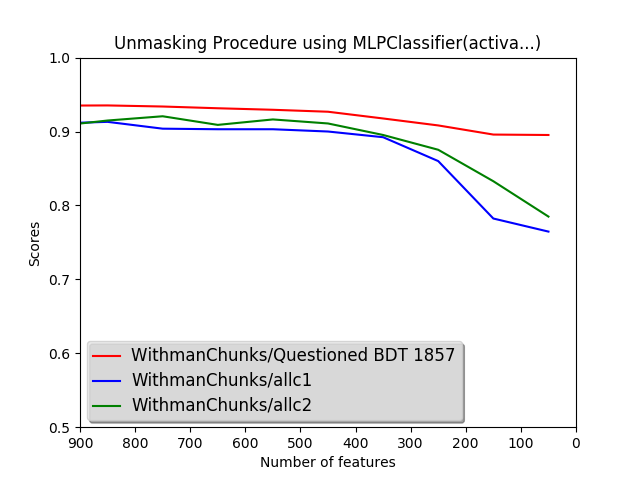 Unmasking Procedure using MLPClassifier(activa...)
1.0
0.9
0.8
0.7
0.6
0.5
Scores
WithmanChunks/Questioned BDT 1857
WithmanChunks/allc1
WithmanChunks/allc2
900 800 700 600 500 400 300 200 100 0
Number of features